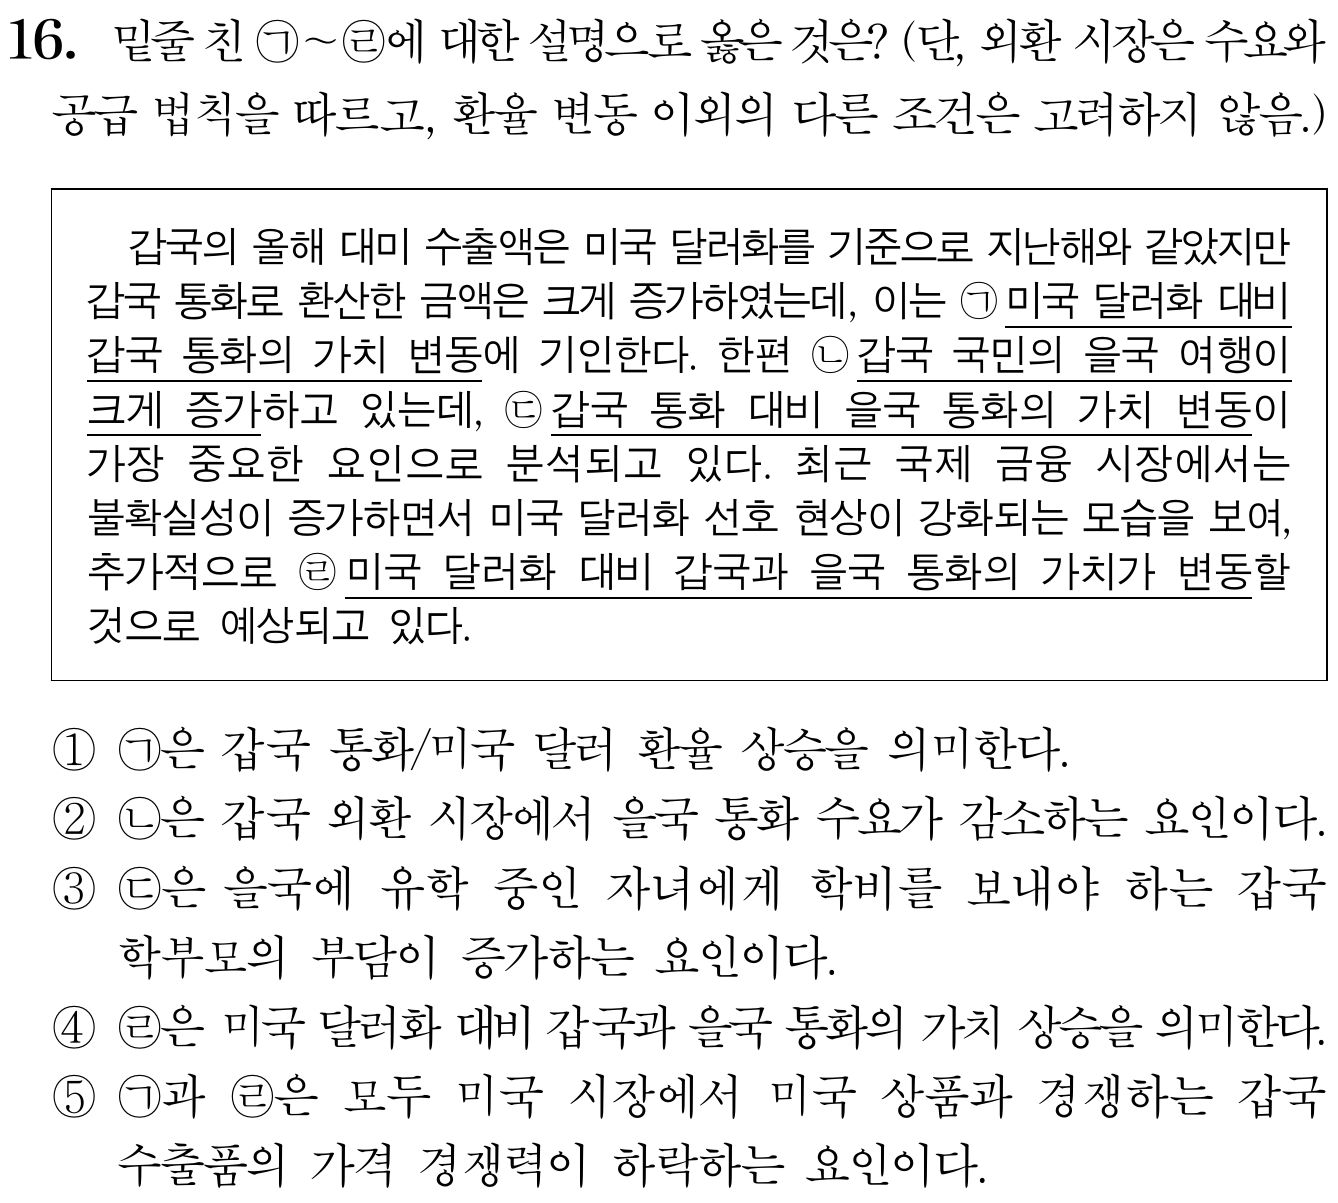 16. 밑줄 친 ㉠~㉣에 대한 설명으로 옳은 것은? (단, 외환 시장은 수요와
공급 법칙을 따르고, 환율 변동 이외의 다른 조건은 고려하지 않음.)
갑국의 올해 대미 수출액은 미국 달러화를 기준으로 지난해와 같았지만
갑국 통화로 환산한 금액은 크게 증가하였는데, 이는 ㉠미국 달러화 대비
갑국 통화의 가치 변동에 기인한다. 한편 ㉡갑국 국민의 을국 여행이
크게 증가하고 있는데, ㉢갑국 통화 대비 을국 통화의 가치 변동이
가장 중요한 요인으로 분석되고 있다. 최근 국제 금융 시장에서는
불확실성이 증가하면서 미국 달러화 선호 현상이 강화되는 모습을 보여,
추가적으로 ㉣미국 달러화 대비 갑국과 을국 통화의 가치가 변동할
것으로 예상되고 있다.
① ㉠은 갑국 통화/미국 달러 환율 상승을 의미한다.
② ㉡은 갑국 외환 시장에서 을국 통화 수요가 감소하는 요인이다.
③ ㉢은 을국에 유학 중인 자녀에게 학비를 보내야 하는 갑국
학부모의 부담이 증가하는 요인이다.
④ ㉣은 미국 달러화 대비 갑국과 을국 통화의 가치 상승을 의미한다.
⑤ ㉠과 ㉣은 모두 미국 시장에서 미국 상품과 경쟁하는 갑국
수출품의 가격 경쟁력이 하락하는 요인이다.